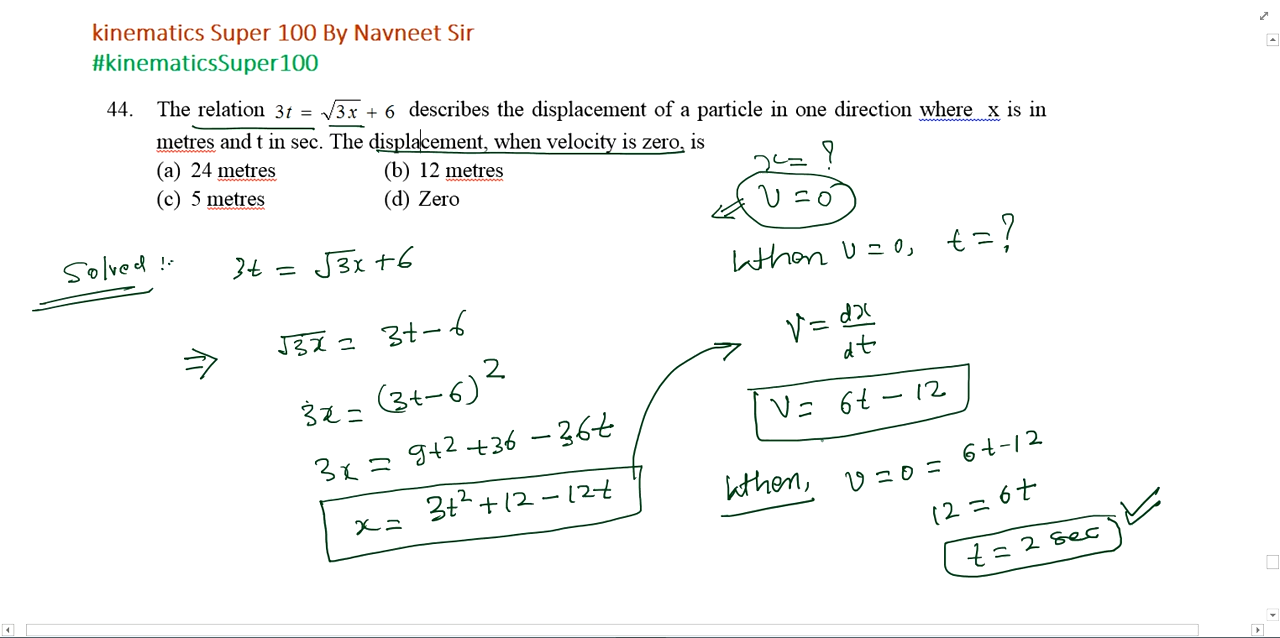 kinematics Super 100 By Navneet Sir
#kinematicsSuper100
44. The relation 3t = √3x + 6 describes the displacement of a particle in one direction where x is in
metres and t in sec. The displacement, when velocity is zero, is
(a) 24 metres (b) 12 metres
(c) 5 metres (d) Zero
x = ?
v = 0
When v = 0, t = ?
Solved :-
3t = √3x + 6
⇒ √3x = 3t - 6
3x = (3t - 6)²
3x = 9t² + 36 - 36t
x = 3t² + 12 - 12t
v = dx/dt
v = 6t - 12
When, v = 0 = 6t - 12
12 = 6t
t = 2 sec